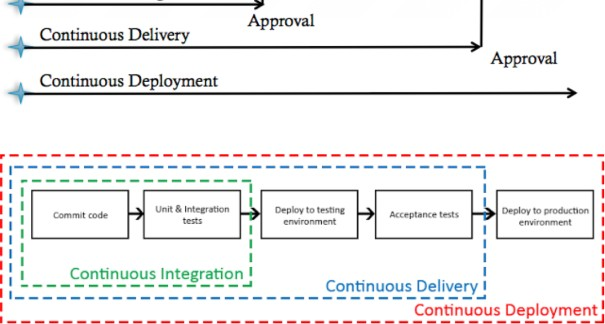 Approval
Continuous Delivery
Approval
Continuous Deployment
Commit code
Unit & Integration
tests
Deploy to testing
environment
Acceptance tests
Deploy to production
environment
Continuous Integration
Continuous Delivery
Continuous Deployment